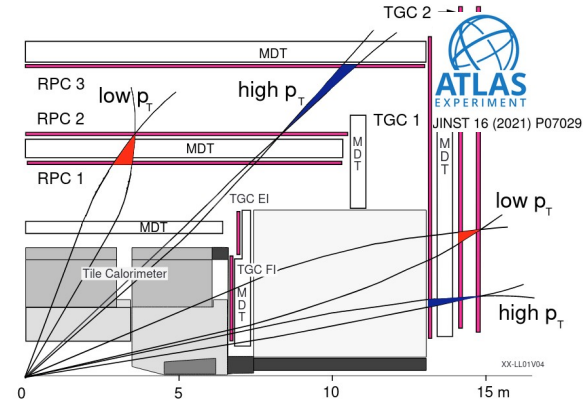 TGC 2
MDT
RPC 3
low pT
high pT
ATLAS
EXPERIMENT
RPC 2
TGC 1
JINST 16 (2021) P07029
MDT
MDT
MDT
RPC 1
TGC EI
low pT
MDT
Tile Calorimeter
TGC FI
MDT
high pT
XX-LL01V04
0
5
10
15 m